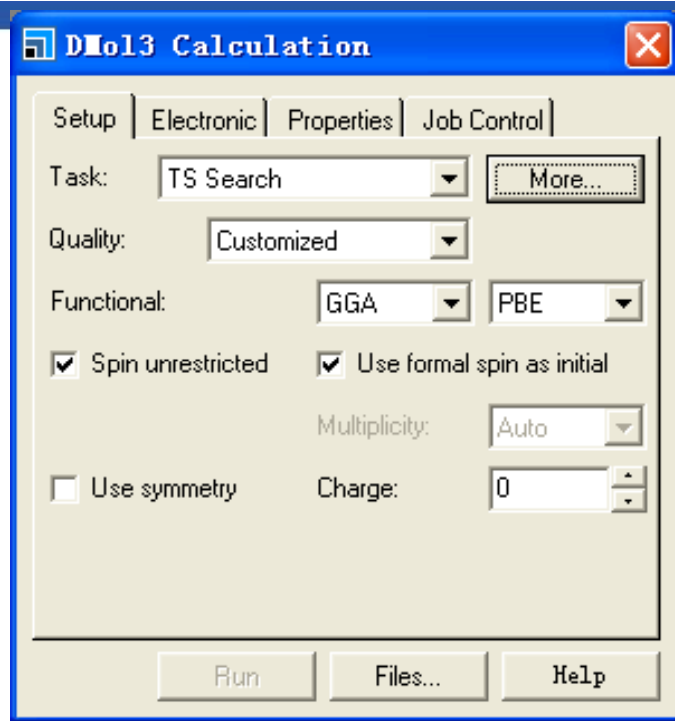 DMol3 Calculation
Setup Electronic Properties Job Control
Task: TS Search More...
Quality: Customized
Functional: GGA PBE
Spin unrestricted Use formal spin as initial
Multiplicity: Auto
Use symmetry Charge: 0
Run Files... Help